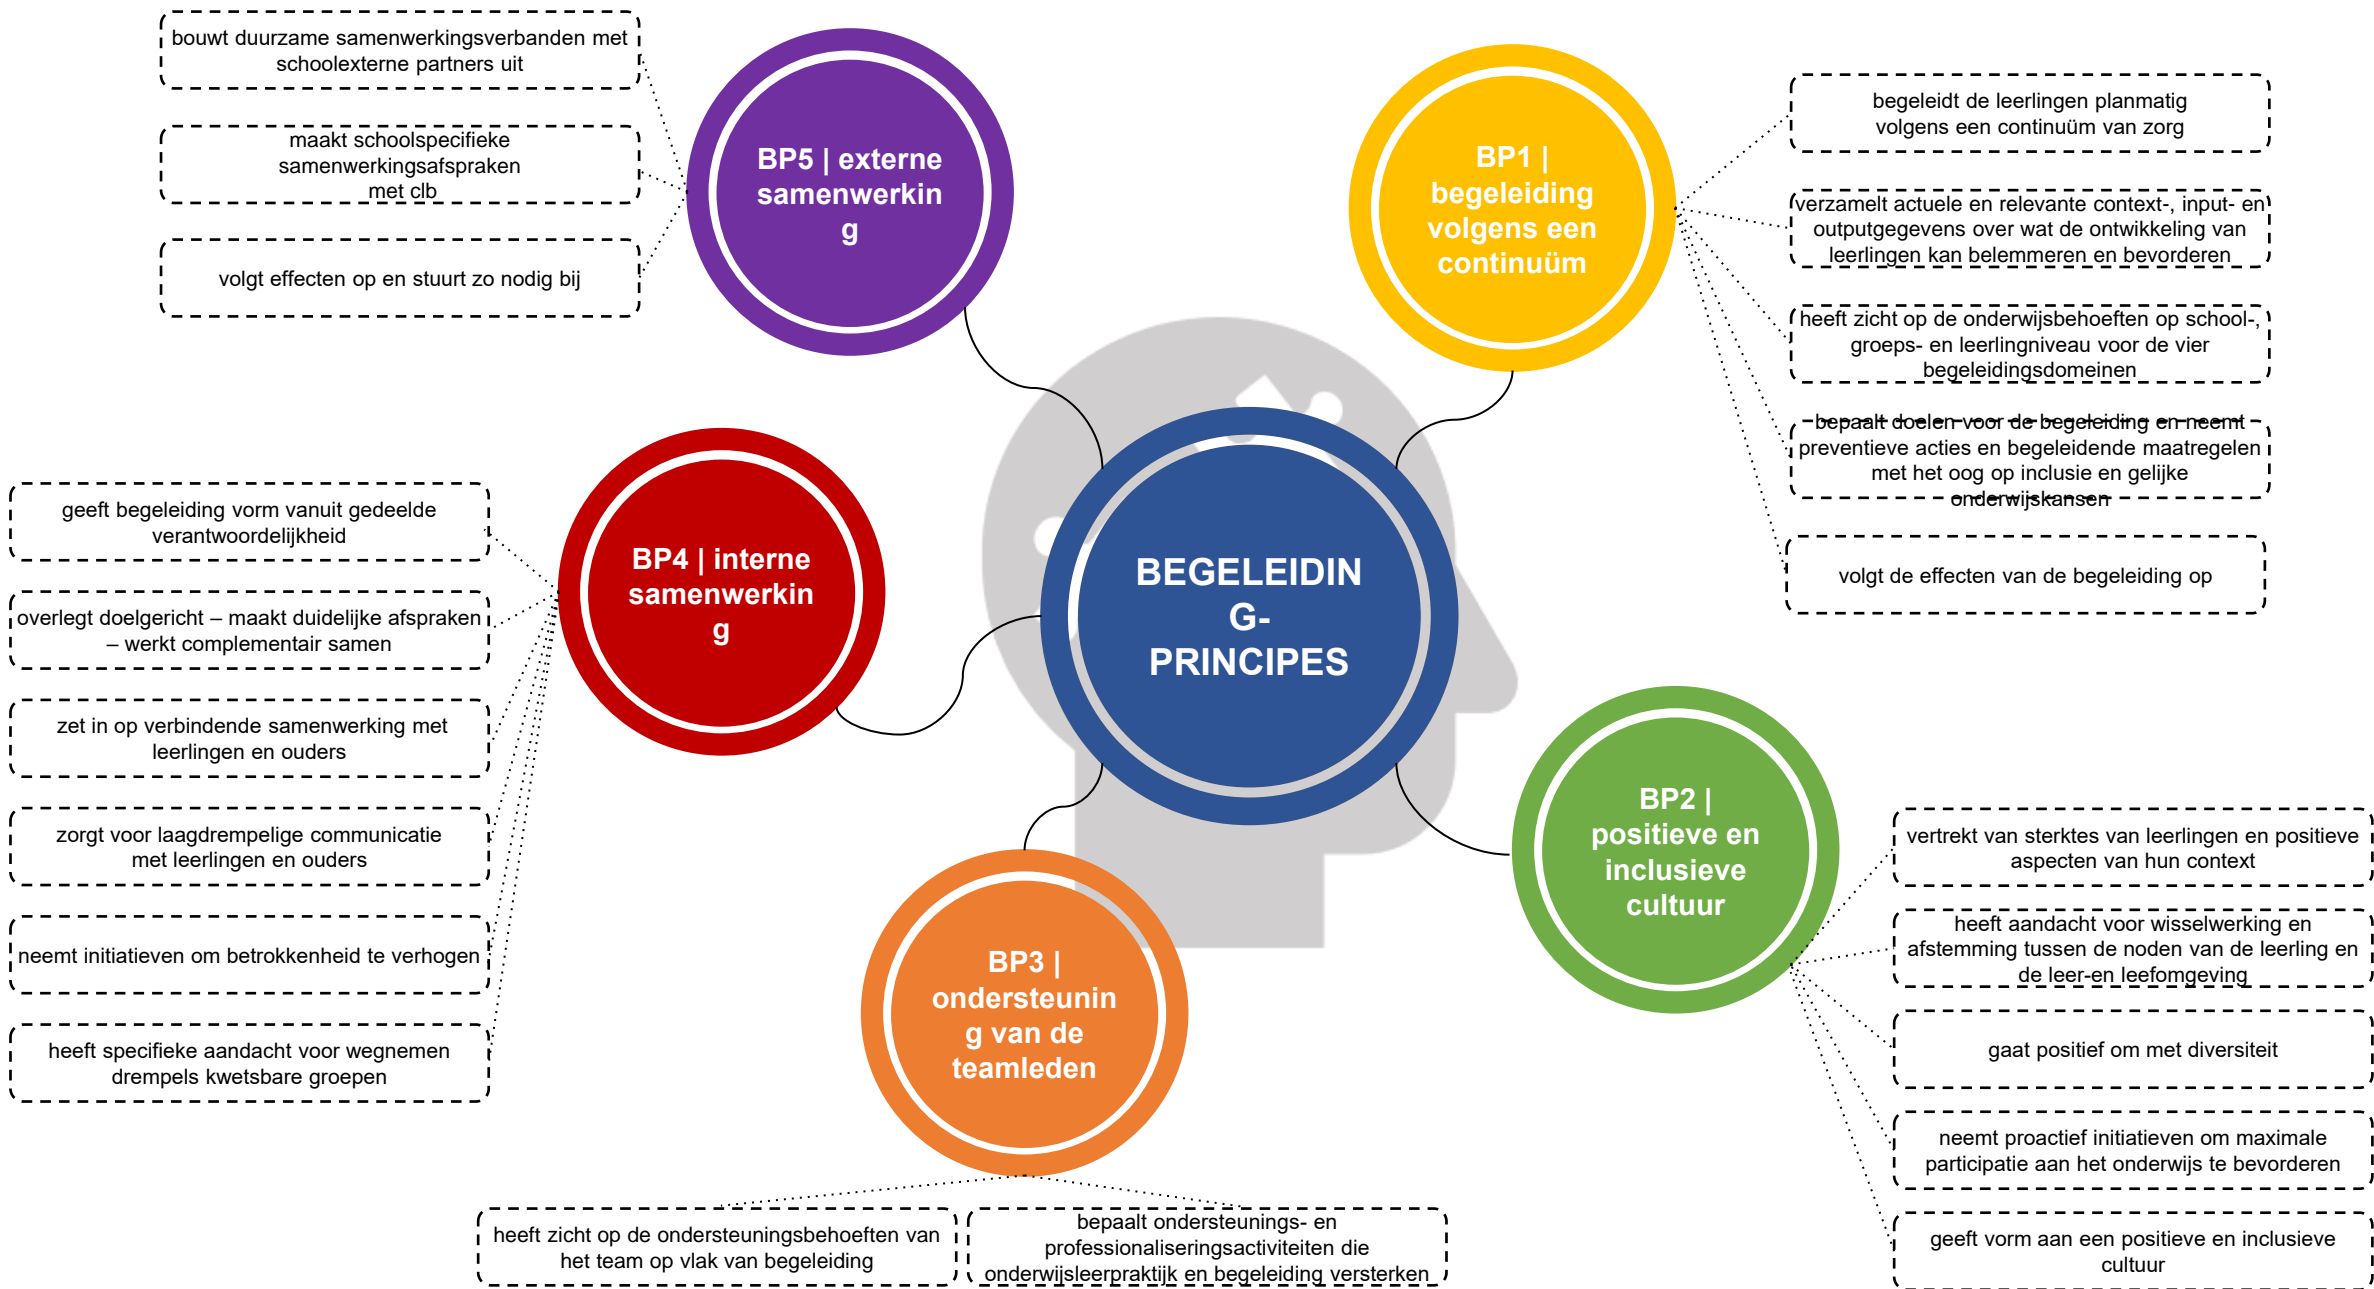 bouwt duurzame samenwerkingsverbanden met
schoolexterne partners uit
maakt schoolspecifieke
samenwerkingsafspraken
met clb
volgt effecten op en stuurt zo nodig bij
BP5 | externe
samenwerkin
g
BP1 |
begeleiding
volgens een
continuüm
begeleidt de leerlingen planmatig
volgens een continuüm van zorg
verzamelt actuele en relevante context-, input- en
outputgegevens over wat de ontwikkeling van
leerlingen kan belemmeren en bevorderen
heeft zicht op de onderwijsbehoeften op school-,
groeps- en leerlingniveau voor de vier
begeleidingsdomeinen
bepaalt doelen voor de begeleiding en neemt
preventieve acties en begeleidende maatregelen
met het oog op inclusie en gelijke
onderwijskansen
volgt de effecten van de begeleiding op
BP4 | interne
samenwerkin
g
geeft begeleiding vorm vanuit gedeelde
verantwoordelijkheid
overlegt doelgericht – maakt duidelijke afspraken
– werkt complementair samen
zet in op verbindende samenwerking met
leerlingen en ouders
zorgt voor laagdrempelige communicatie
met leerlingen en ouders
neemt initiatieven om betrokkenheid te verhogen
heeft specifieke aandacht voor wegnemen
drempels kwetsbare groepen
BEGELEIDIN
G-
PRINCIPES
BP2 |
positieve en
inclusieve
cultuur
vertrekt van sterktes van leerlingen en positieve
aspecten van hun context
heeft aandacht voor wisselwerking en
afstemming tussen de noden van de leerling en
de leer-en leefomgeving
gaat positief om met diversiteit
neemt proactief initiatieven om maximale
participatie aan het onderwijs te bevorderen
geeft vorm aan een positieve en inclusieve
cultuur
BP3 |
ondersteunin
g van de
teamleden
heeft zicht op de ondersteuningsbehoeften van
het team op vlak van begeleiding
bepaalt ondersteunings- en
professionaliseringsactiviteiten die
onderwijsleerpraktijk en begeleiding versterken